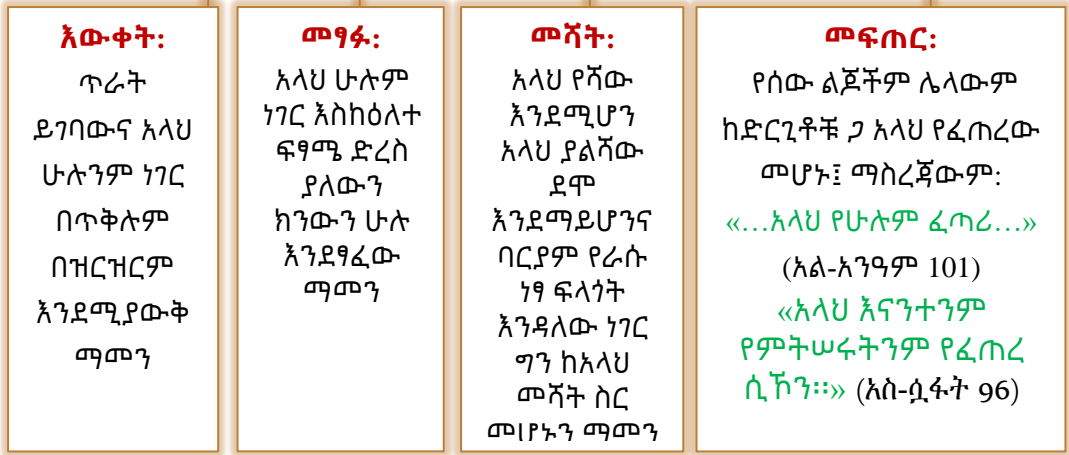 እውቀት:
ጥራት
ይገባውና አላህ
ሁሉንም ነገር
በጥቅሉም
በዝርዝርም
እንደሚያውቅ
ማመን
መፃፉ:
አላህ ሁሉም
ነገር እስከዕለተ
ፍፃሜ ድረስ
ያለውን
ክንውን ሁሉ
እንደፃፈው
ማመን
መሻት:
አላህ የሻው
እንደሚሆን
አላህ ያልሻው
ደሞ
እንደማይሆንና
ባርያም የራሱ
ነፃ ፍላጎት
እንዳለው ነገር
ግን ከአላህ
መሻት ስር
መሆኑን ማመን
መፍጠር:
የሰው ልጆችም ሌላውም
ከድርጊቶቹ ጋ አላህ የፈጠረው
መሆኑ፤ ማስረጃውም:
«…አላህ የሁሉም ፈጣሪ…»
(አል-አንዓም 101)
«አላህ እናንተንም
የምትሠሩትንም የፈጠረ
ሲኾን።» (አስ-ሷፋት 96)